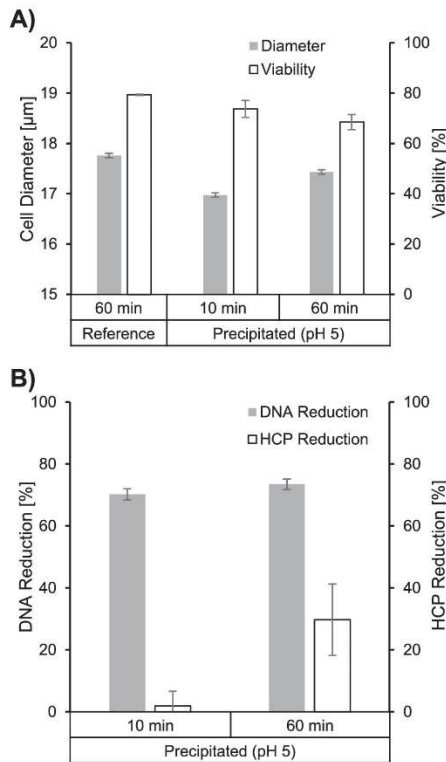 A)
Cell Diameter [µm]
20
19
18
17
16
15
Diameter
Viability
100
80
60
40
20
0
Viability [%]
60 min 10 min 60 min
Reference Precipitated (pH 5)
B)
DNA Reduction [%]
100
80
60
40
20
0
DNA Reduction
HCP Reduction
100
80
60
40
20
0
HCP Reduction [%]
10 min 60 min
Precipitated (pH 5)